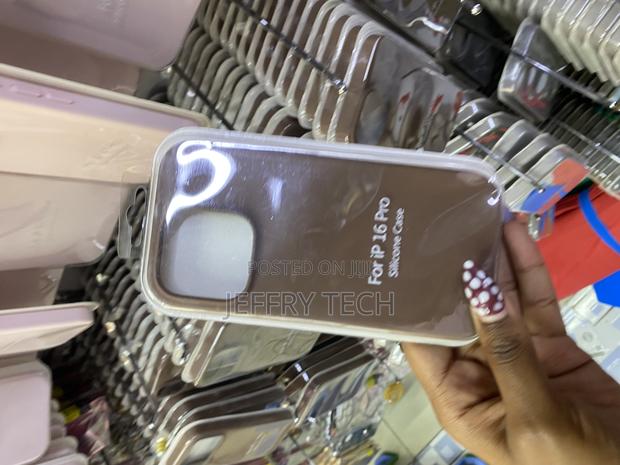 For iP 16 Pro
Silicone Case
POSTED ON JIJI
JEFFRY TECH